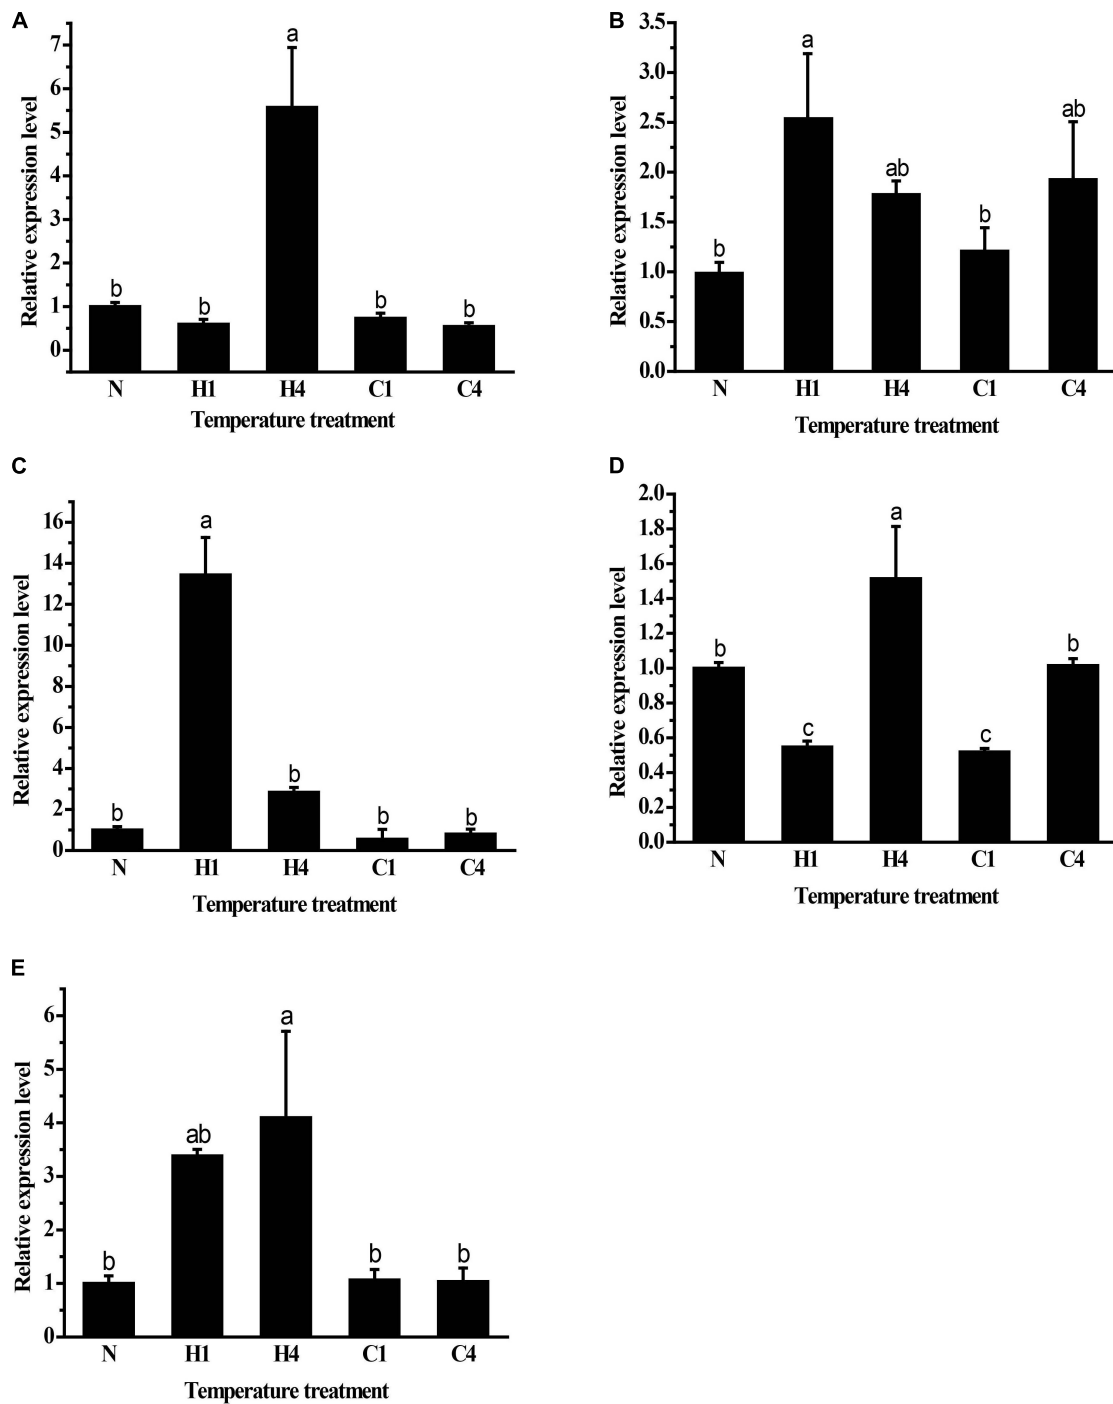 A
Relative expression level
7
6
5
4
3
2
1
0
a
b
b
b
b
N H1 H4 C1 C4
Temperature treatment
B
Relative expression level
3.5
3.0
2.5
2.0
1.5
1.0
0.5
0.0
b
a
ab
b
ab
N H1 H4 C1 C4
Temperature treatment
C
Relative expression level
16
14
12
10
8
6
4
2
0
b
a
b
b
b
N H1 H4 C1 C4
Temperature treatment
D
Relative expression level
2.0
1.8
1.6
1.4
1.2
1.0
0.8
0.6
0.4
0.2
0.0
b
c
a
c
b
N H1 H4 C1 C4
Temperature treatment
E
Relative expression level
6
5
4
3
2
1
0
b
ab
a
b
b
N H1 H4 C1 C4
Temperature treatment